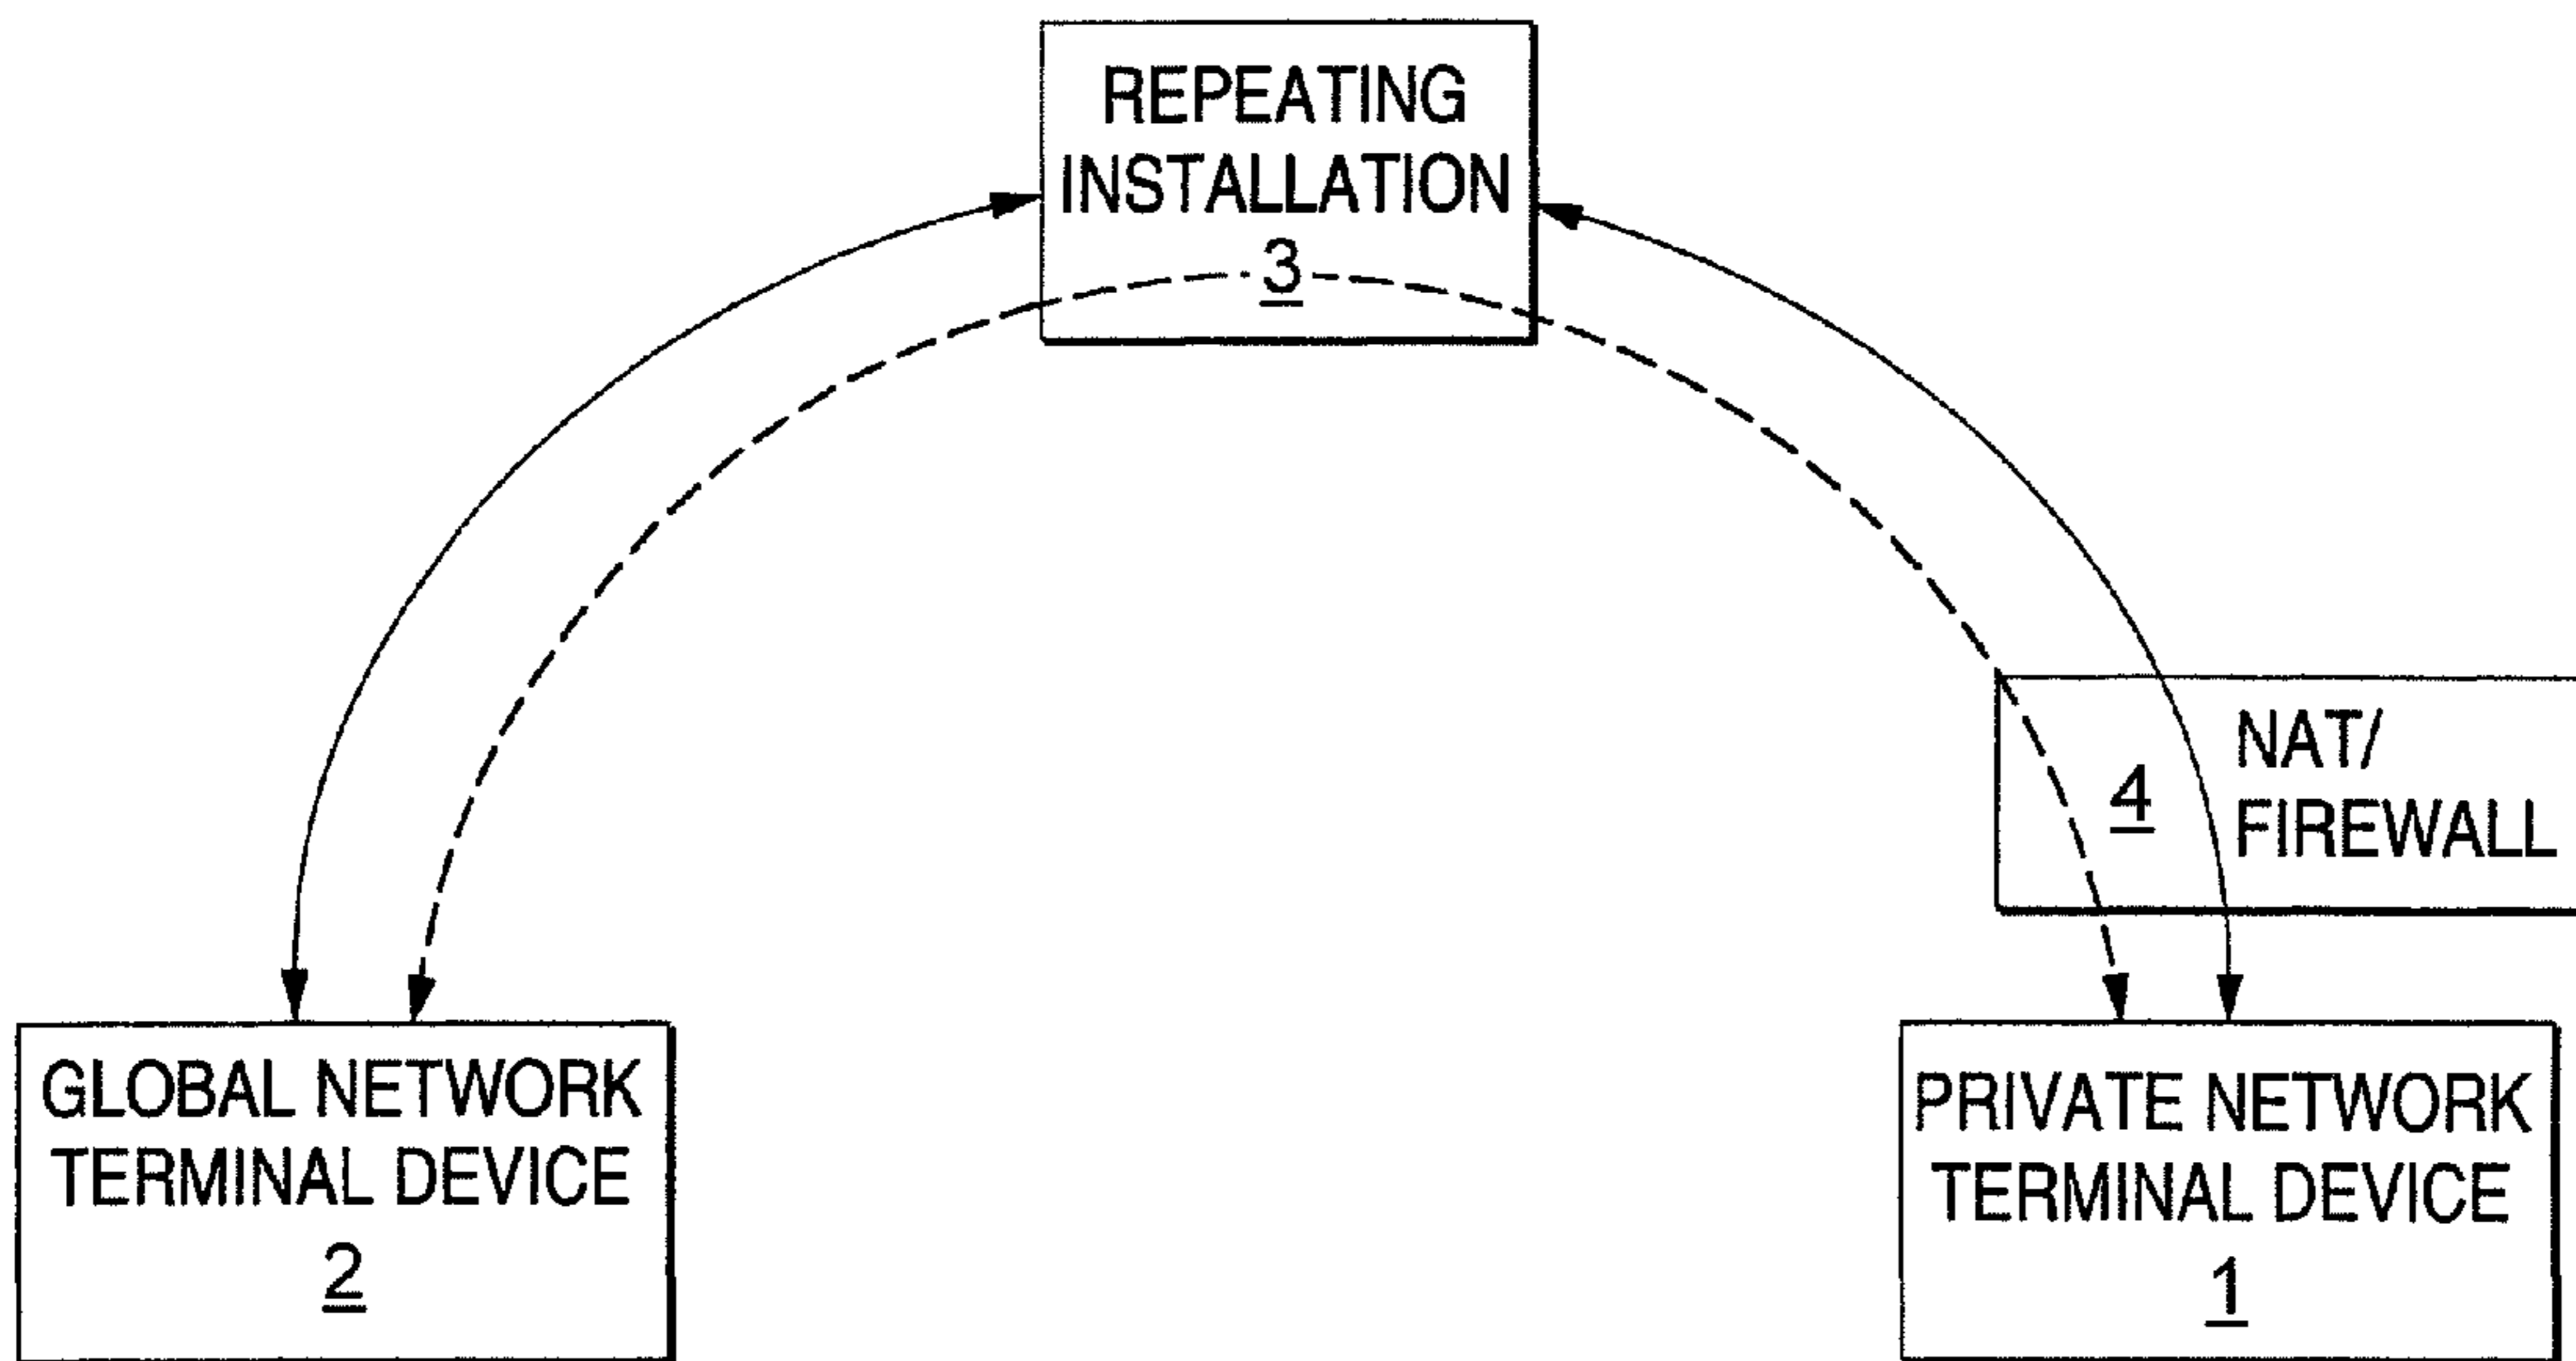 REPEATING
INSTALLATION
3
NAT/
4
FIREWALL
GLOBAL NETWORK
TERMINAL DEVICE
2
PRIVATE NETWORK
TERMINAL DEVICE
1